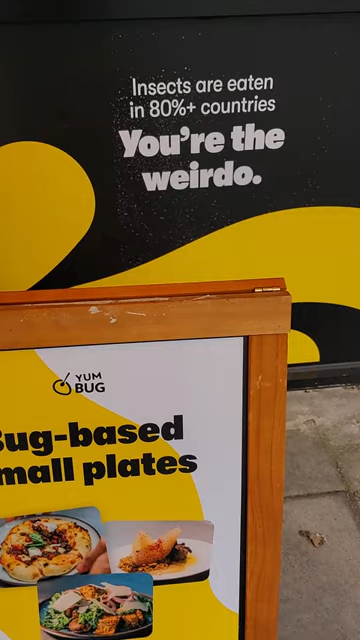 Insects are eaten
in 80%+ countries
You're the
weirdo.
YUM
BUG
Bug-based
mall plates